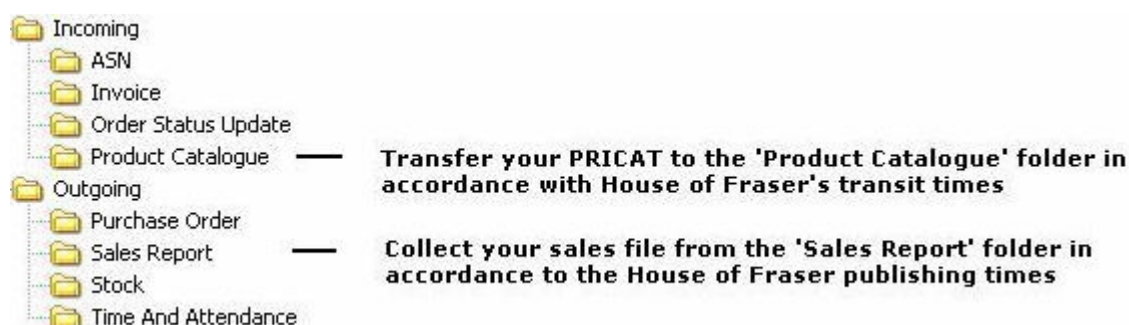 Incoming
ASN
Invoice
Order Status Update
Product Catalogue
Transfer your PRICAT to the 'Product Catalogue' folder in
accordance with House of Fraser's transit times
Outgoing
Purchase Order
Sales Report
Collect your sales file from the 'Sales Report' folder in
accordance to the House of Fraser publishing times
Stock
Time And Attendance